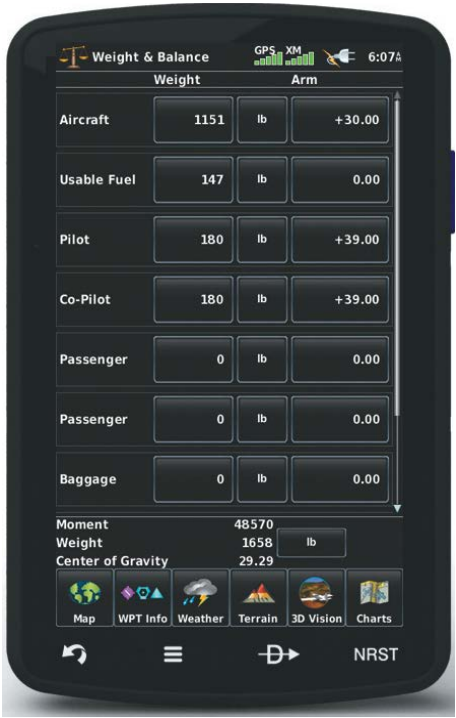 Weight & Balance GPS XM 6:07A
Weight Arm
Aircraft 1151 lb +30.00
Usable Fuel 147 lb 0.00
Pilot 180 lb +39.00
Co-Pilot 180 lb +39.00
Passenger 0 lb 0.00
Passenger 0 lb 0.00
Baggage 0 lb 0.00
Moment 48570
Weight 1658 lb
Center of Gravity 29.29
Map WPT Info Weather Terrain 3D Vision Charts
D NRST